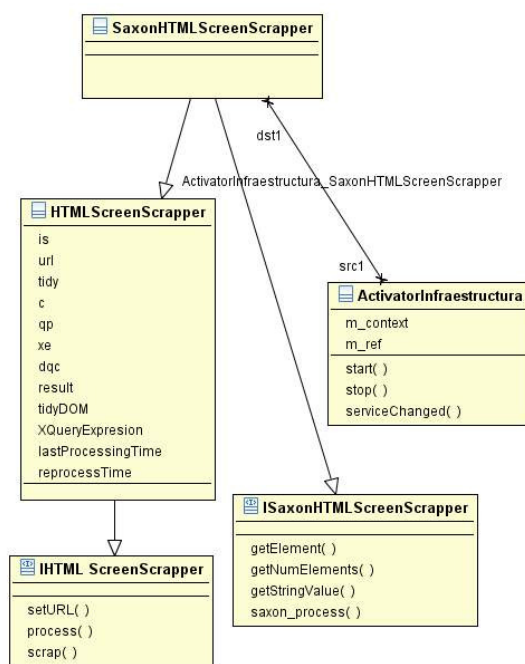 SaxonHTMLScreenScrapper
dst1
ActivatorInfraestructura_SaxonHTMLScreenScrapper
src1
HTMLScreenScrapper
is
url
tidy
c
qp
xe
dqc
result
tidyDOM
XQueryExpresion
lastProcessingTime
reprocessTime
ActivatorInfraestructura
m_context
m_ref
start( )
stop( )
serviceChanged( )
ISaxonHTMLScreenScrapper
getElement( )
getNumElements( )
getStringValue( )
saxon_process( )
IHTML ScreenScrapper
setURL( )
process( )
scrap( )